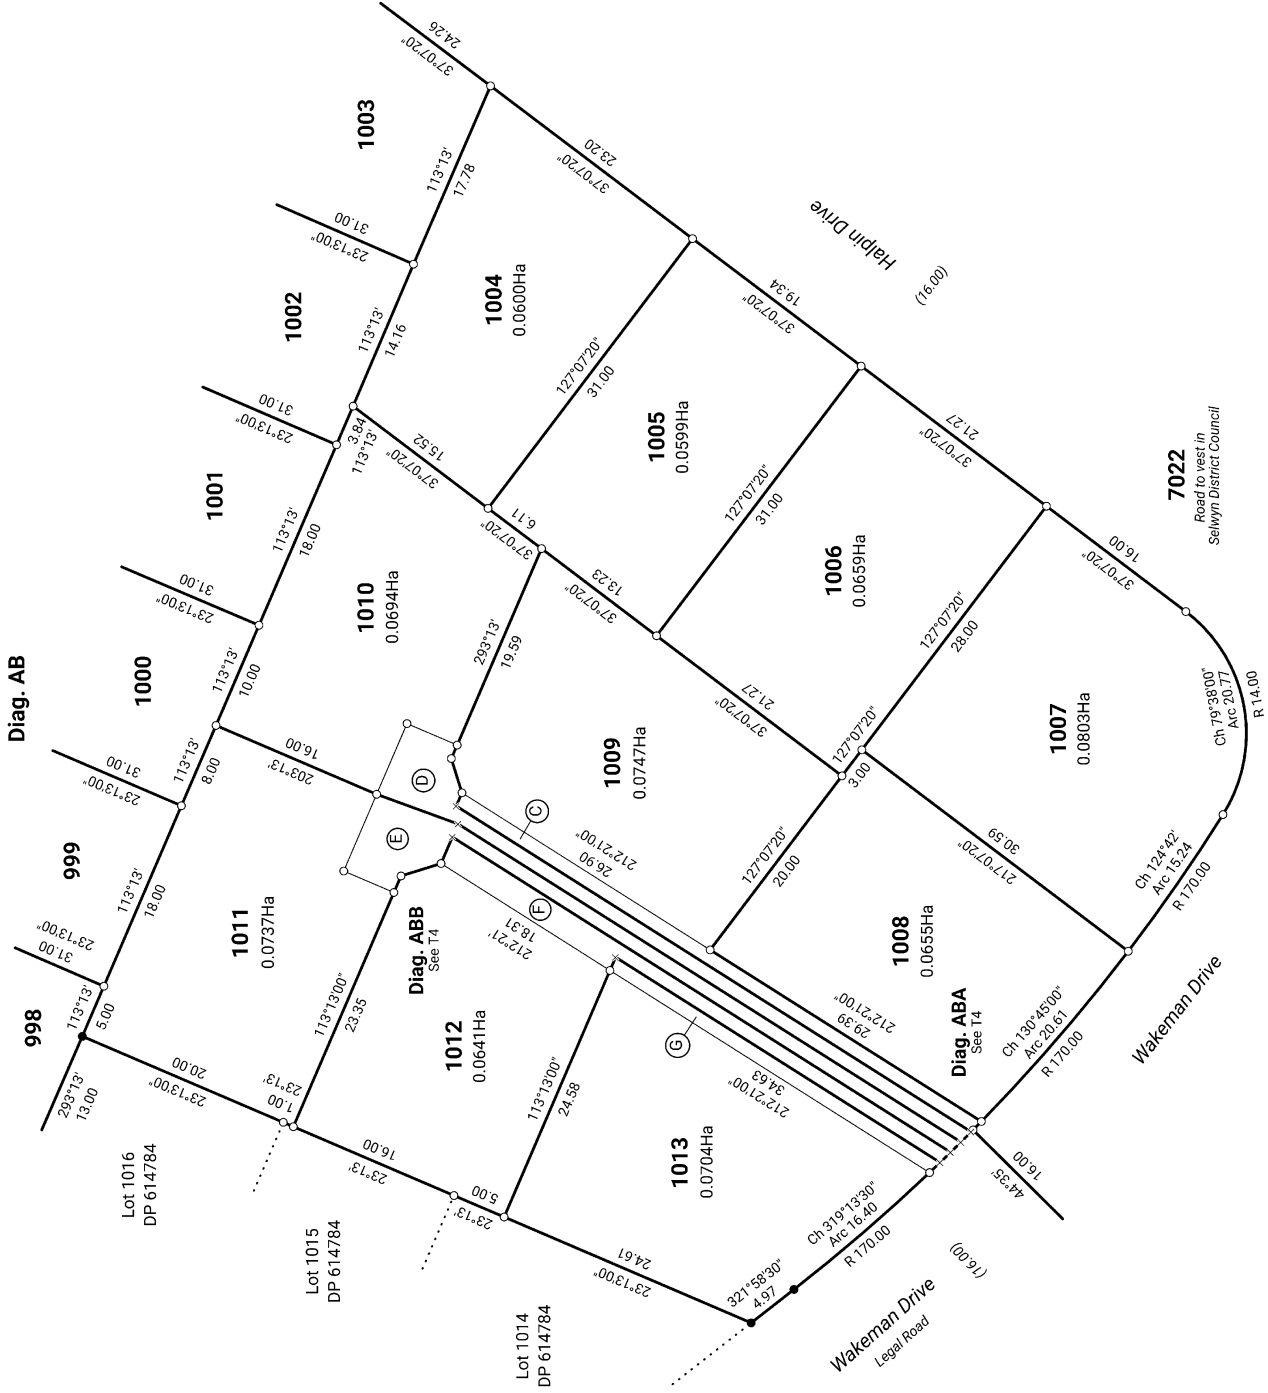 Diag. AB
24.26
37°07'20"
1003
1002
1001
1000
999
998
31.00
23°13'00"
31.00
23°13'00"
31.00
23°13'00"
31.00
23°13'00"
31.00
23°13'00"
113°13'
17.78
113°13'
14.16
3.84
113°13'
113°13'
18.00
113°13'
10.00
113°13'
8.00
113°13'
18.00
113°13'
5.00
293°13'
13.00
23.20
37°07'20"
19.34
37°07'20"
21.27
37°07'20"
16.00
37°07'20"
Halpin Drive
(16.00)
7022
Road to vest in
Selwyn District Council
1004
0.0600Ha
127°07'20"
31.00
15.52
37°07'20"
6.11
37°07'20"
13.23
37°07'20"
21.27
37°07'20"
1005
0.0599Ha
127°07'20"
31.00
1006
0.0659Ha
127°07'20"
28.00
127°07'20"
3.00
1007
0.0803Ha
Ch 79°38'00"
Arc 20.77
R 14.00
Ch 124°42'
Arc 15.24
R 170.00
30.59
217°07'20"
1008
0.0655Ha
127°07'20"
20.00
Ch 130°45'00"
Arc 20.61
R 170.00
Wakeman Drive
1009
0.0747Ha
293°13'
19.59
1010
0.0694Ha
16.00
203°13'
D
E
C
F
G
26.90
212°21'00"
29.39
212°21'00"
18.31
212°21'
34.63
212°21'00"
Diag. ABB
See T4
Diag. ABA
See T4
1011
0.0737Ha
20.00
23°13'00"
1.00
23°13'
113°13'00"
23.35
1012
0.0641Ha
16.00
23°13'
5.00
23°13'
113°13'00"
24.58
1013
0.0704Ha
24.61
23°13'00"
321°58'30"
4.97
Ch 319°13'30"
Arc 16.40
R 170.00
16.00
44°35'
(16.00)
Wakeman Drive
Legal Road
Lot 1016
DP 614784
Lot 1015
DP 614784
Lot 1014
DP 614784